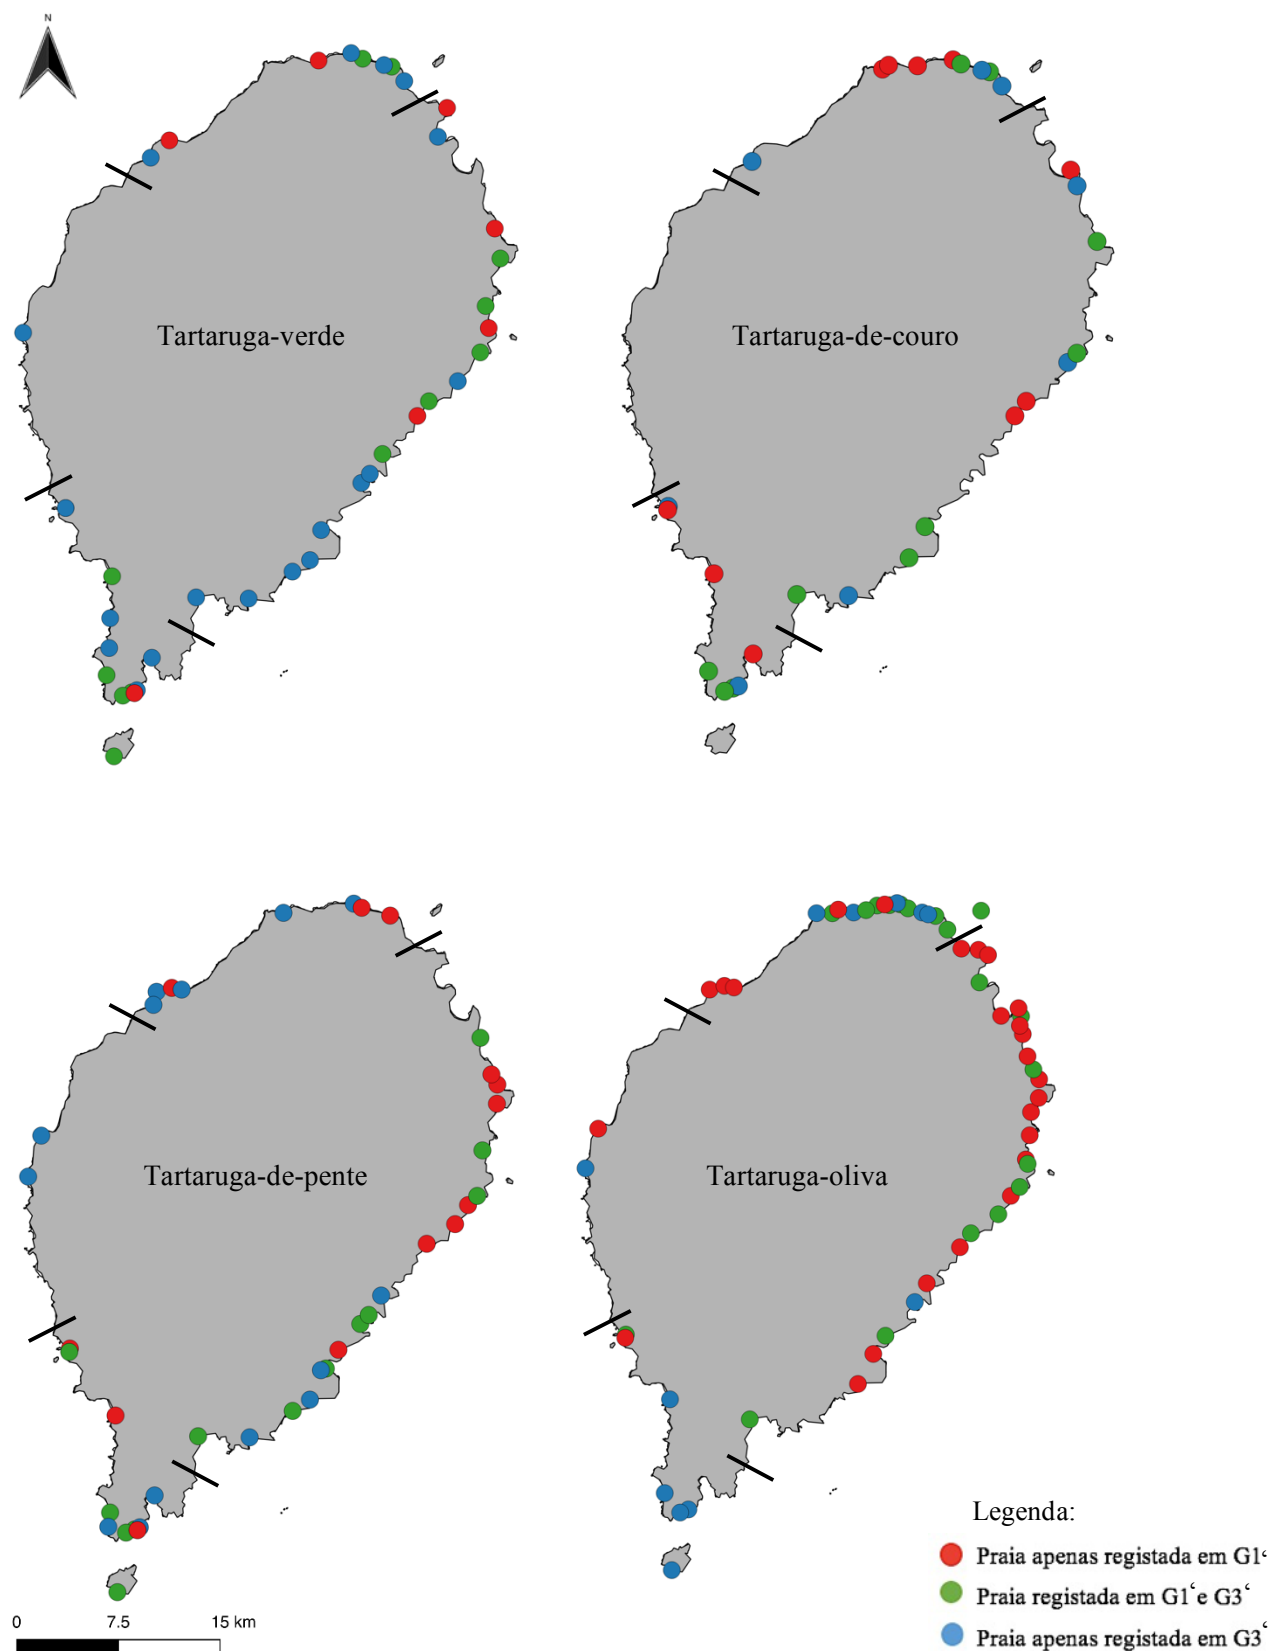 N
Tartaruga-verde
Tartaruga-de-couro
Tartaruga-de-pente
Tartaruga-oliva
Legenda:
Praia apenas registada em G1‘
Praia registada em G1‘ e G3‘
Praia apenas registada em G3‘
0 7.5 15 km